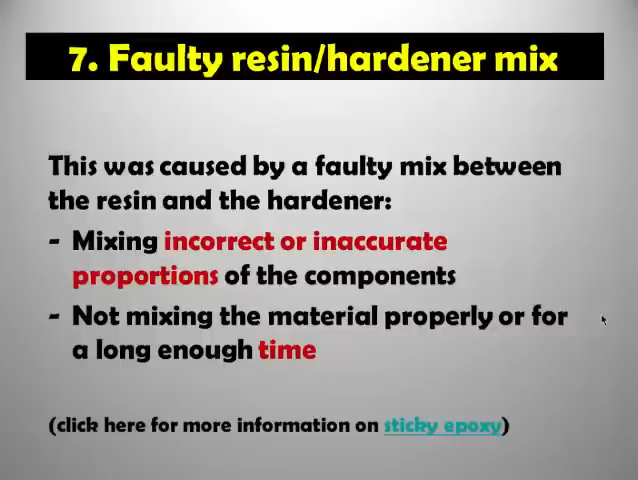 7. Faulty resin/hardener mix
This was caused by a faulty mix between
the resin and the hardener:
- Mixing incorrect or inaccurate
proportions of the components
- Not mixing the material properly or for
a long enough time
(click here for more information on sticky epoxy)